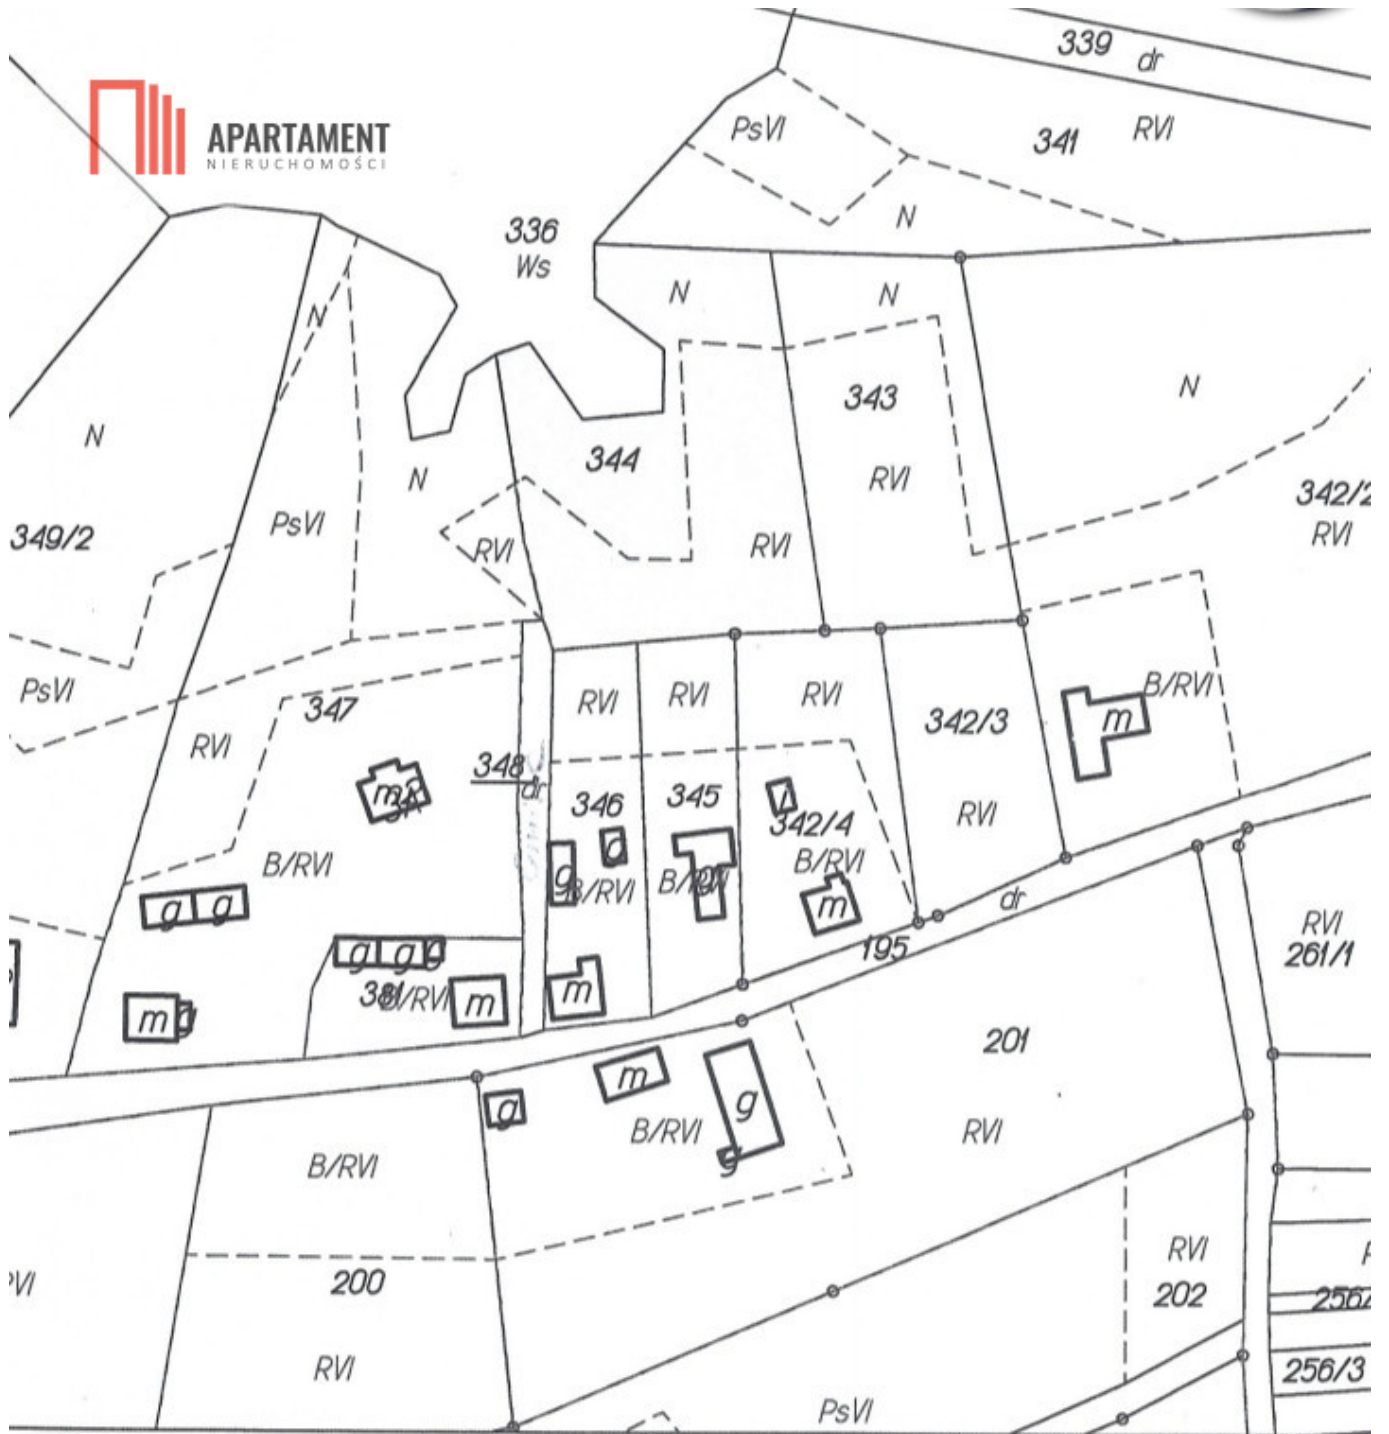 339
dr
APARTAMENT
NIERUCHOMOŚCI
PsVI
341
RVI
336
Ws
N
N
N
N
N
343
344
N
349/2
N
PsVI
RVI
RVI
RVI
342/2
RVI
PsVI
347
RVI
RVI
RVI
RVI
342/3
B/RVI
m
348
dr
m
346
345
i
342/4
RVI
B/RVI
g
B/RVI
g
B/RVI
m
g
g
dr
195
RVI
261/1
g
g
381
B/RVI
m
m
m
201
m
g
g
B/RVI
RVI
B/RVI
g
RVI
202
200
RVI
256/3
PsVI